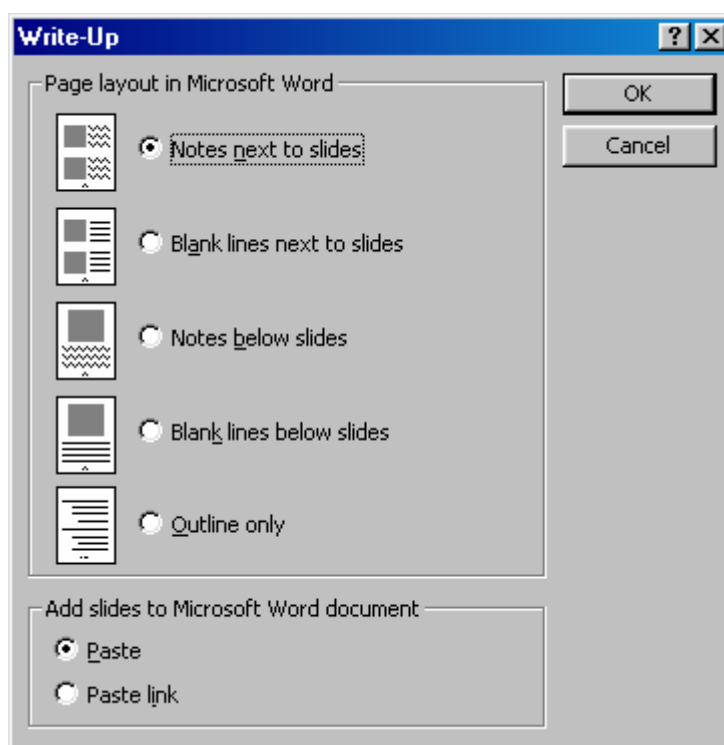 Write-Up
Page layout in Microsoft Word
OK
Cancel
Notes next to slides
Blank lines next to slides
Notes below slides
Blank lines below slides
Outline only
Add slides to Microsoft Word document
Paste
Paste link